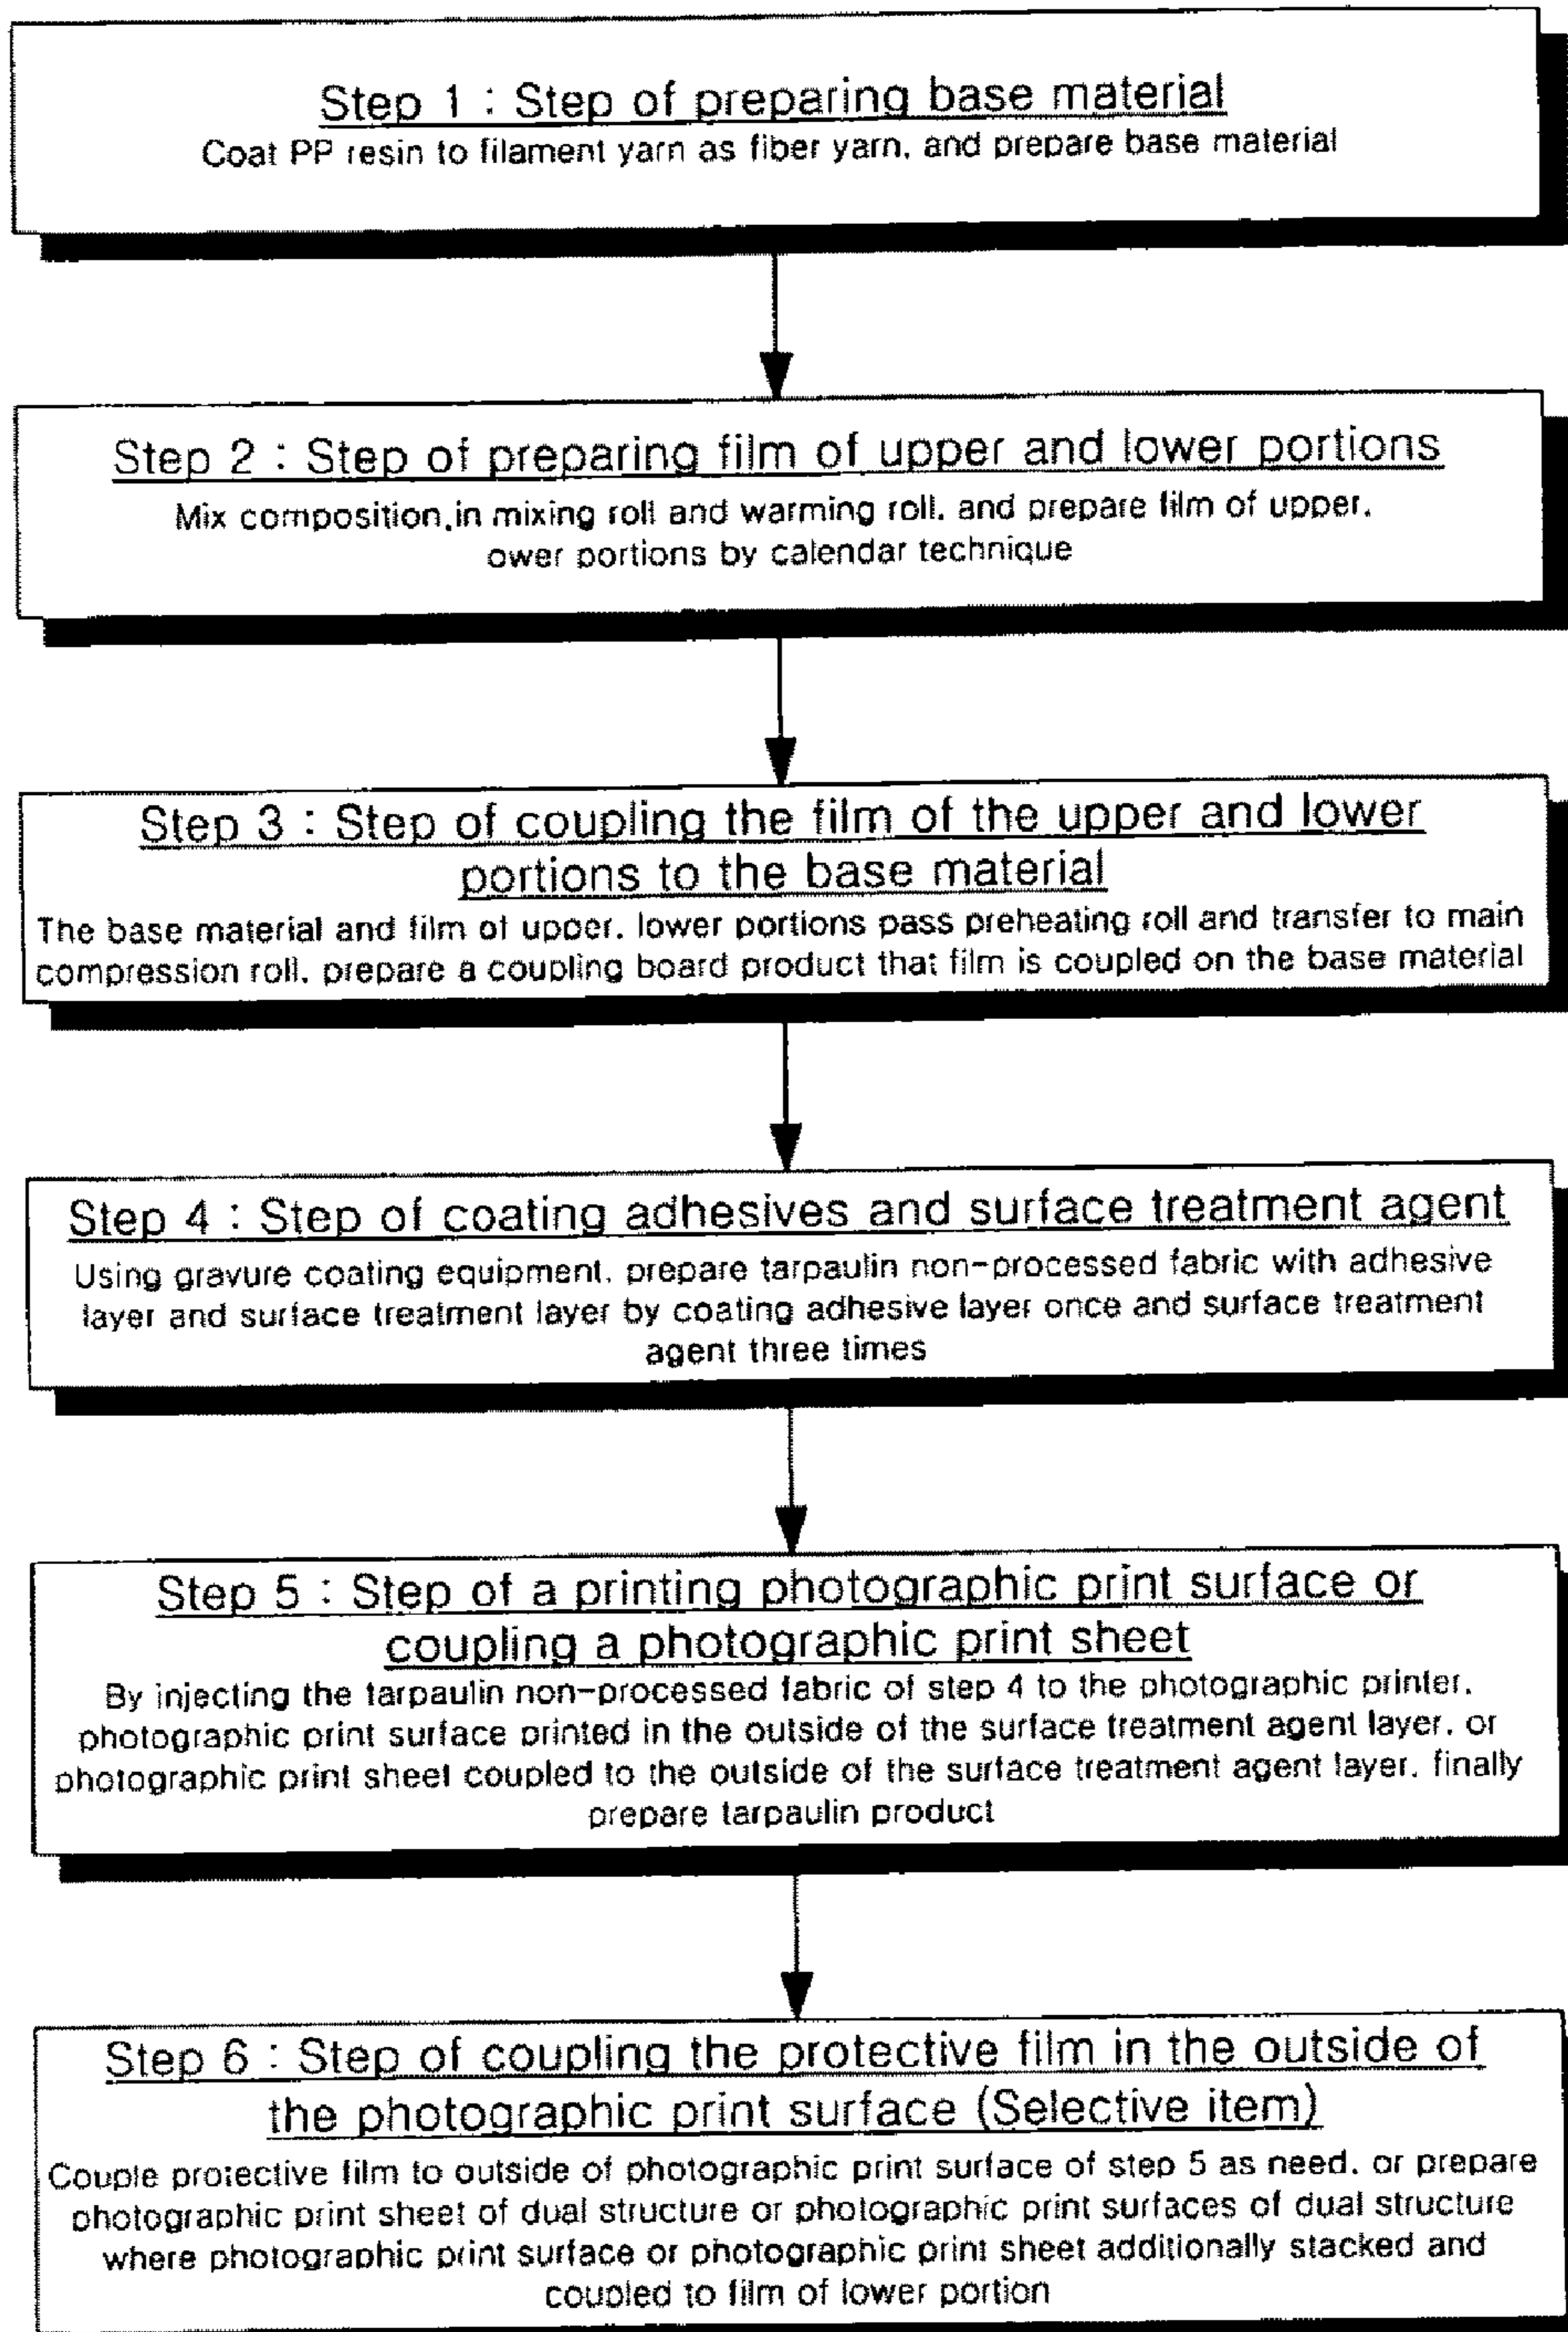 Step 1 : Step of preparing base material
Coat PP resin to filament yarn as fiber yarn, and prepare base material
Step 2 : Step of preparing film of upper and lower portions
Mix composition,in mixing roll and warming roll, and prepare film of upper,
ower portions by calendar technique
Step 3 : Step of coupling the film of the upper and lower
portions to the base material
The base material and film of upper, lower portions pass preheating roll and transfer to main
compression roll, prepare a coupling board product that film is coupled on the base material
Step 4 : Step of coating adhesives and surface treatment agent
Using gravure coating equipment, prepare tarpaulin non-processed fabric with adhesive
layer and surface treatment layer by coating adhesive layer once and surface treatment
agent three times
Step 5 : Step of a printing photographic print surface or
coupling a photographic print sheet
By injecting the tarpaulin non-processed fabric of step 4 to the photographic printer,
photographic print surface printed in the outside of the surface treatment agent layer, or
photographic print sheet coupled to the outside of the surface treatment agent layer, finally
prepare tarpaulin product
Step 6 : Step of coupling the protective film in the outside of
the photographic print surface (Selective item)
Couple protective film to outside of photographic print surface of step 5 as need, or prepare
photographic print sheet of dual structure or photographic print surfaces of dual structure
where photographic print surface or photographic print sheet additionally stacked and
coupled to film of lower portion